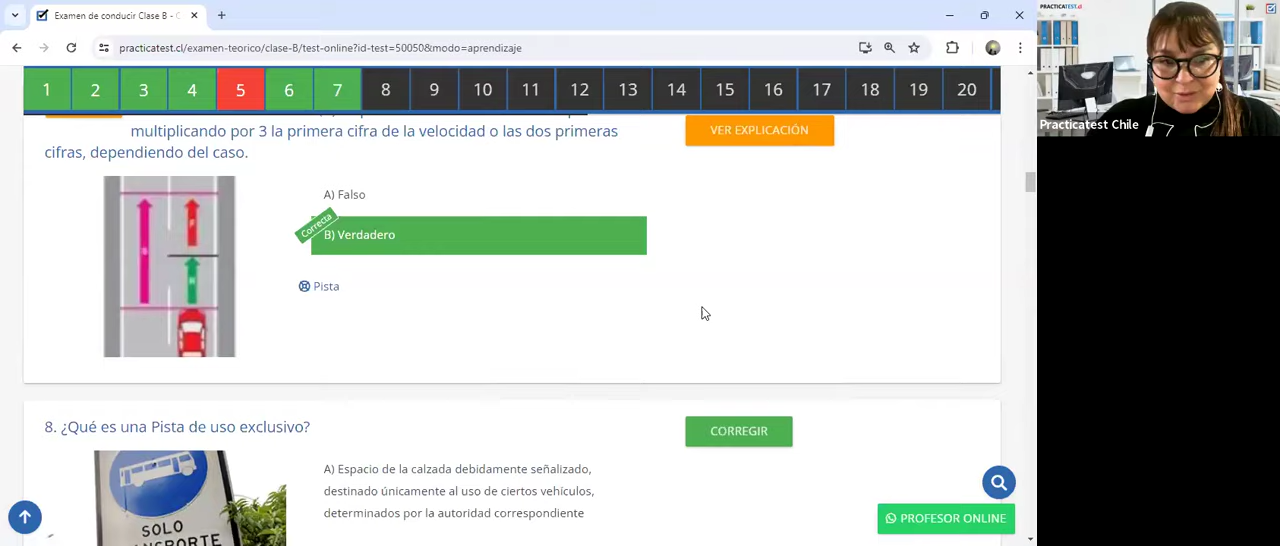 Examen de conducir Clase B - C
practicatest.cl/examen-teorico/clase-B/test-online?id-test=50050&modo=aprendizaje
1 2 3 4 5 6 7 8 9 10 11 12 13 14 15 16 17 18 19 20
multiplicando por 3 la primera cifra de la velocidad o las dos primeras
cifras, dependiendo del caso.
VER EXPLICACIÓN
A) Falso
Correcta
B) Verdadero
Pista
8. ¿Qué es una Pista de uso exclusivo?
CORREGIR
SOLO
A) Espacio de la calzada debidamente señalizado,
destinado únicamente al uso de ciertos vehículos,
determinados por la autoridad correspondiente
PROFESOR ONLINE
PRACTICATEST.CL
Practicatest Chile